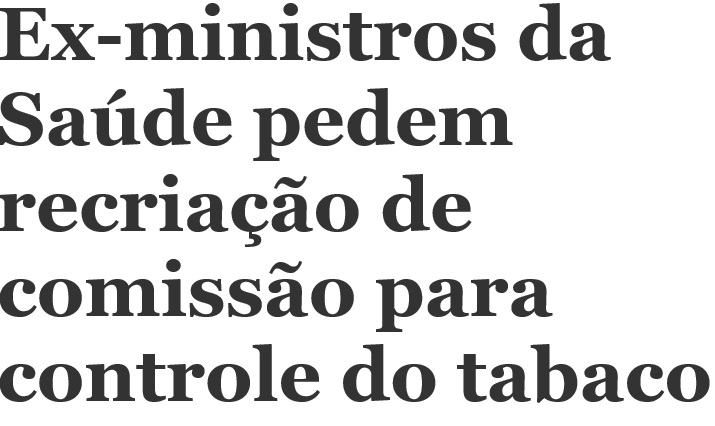 Ex-ministros da
Saúde pedem
recriação de
comissão para
controle do tabaco